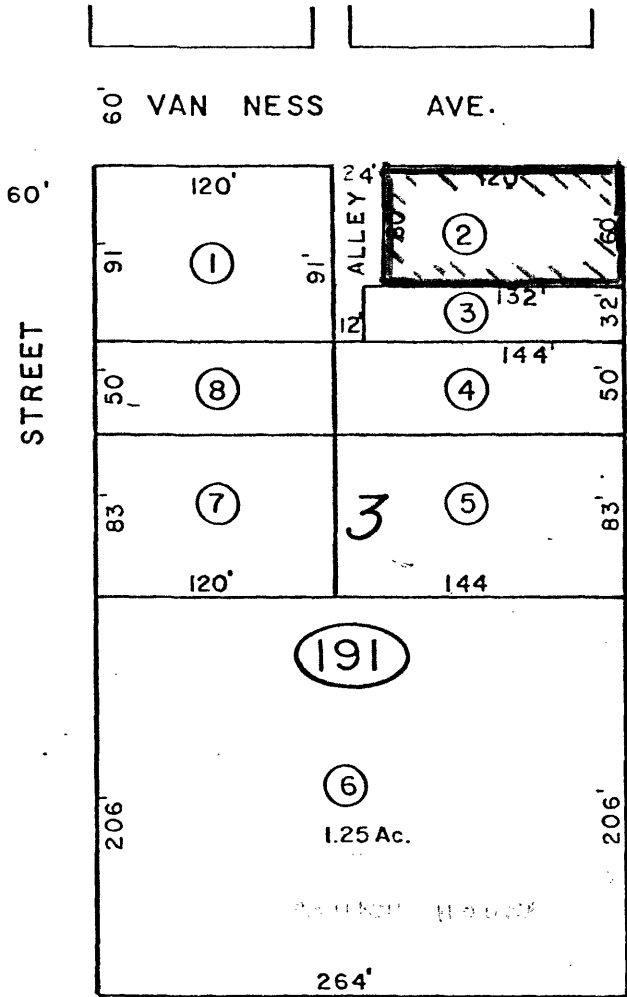 60' VAN NESS AVE.
60'
120' 24' 120'
ALLEY
91' 1 91' 80' 2 60'
132'
12' 3 32'
144'
STREET
50' 8 4 50'
83' 7 3 5 83'
120' 144
191
6
206' 1.25 Ac. 206'
264'